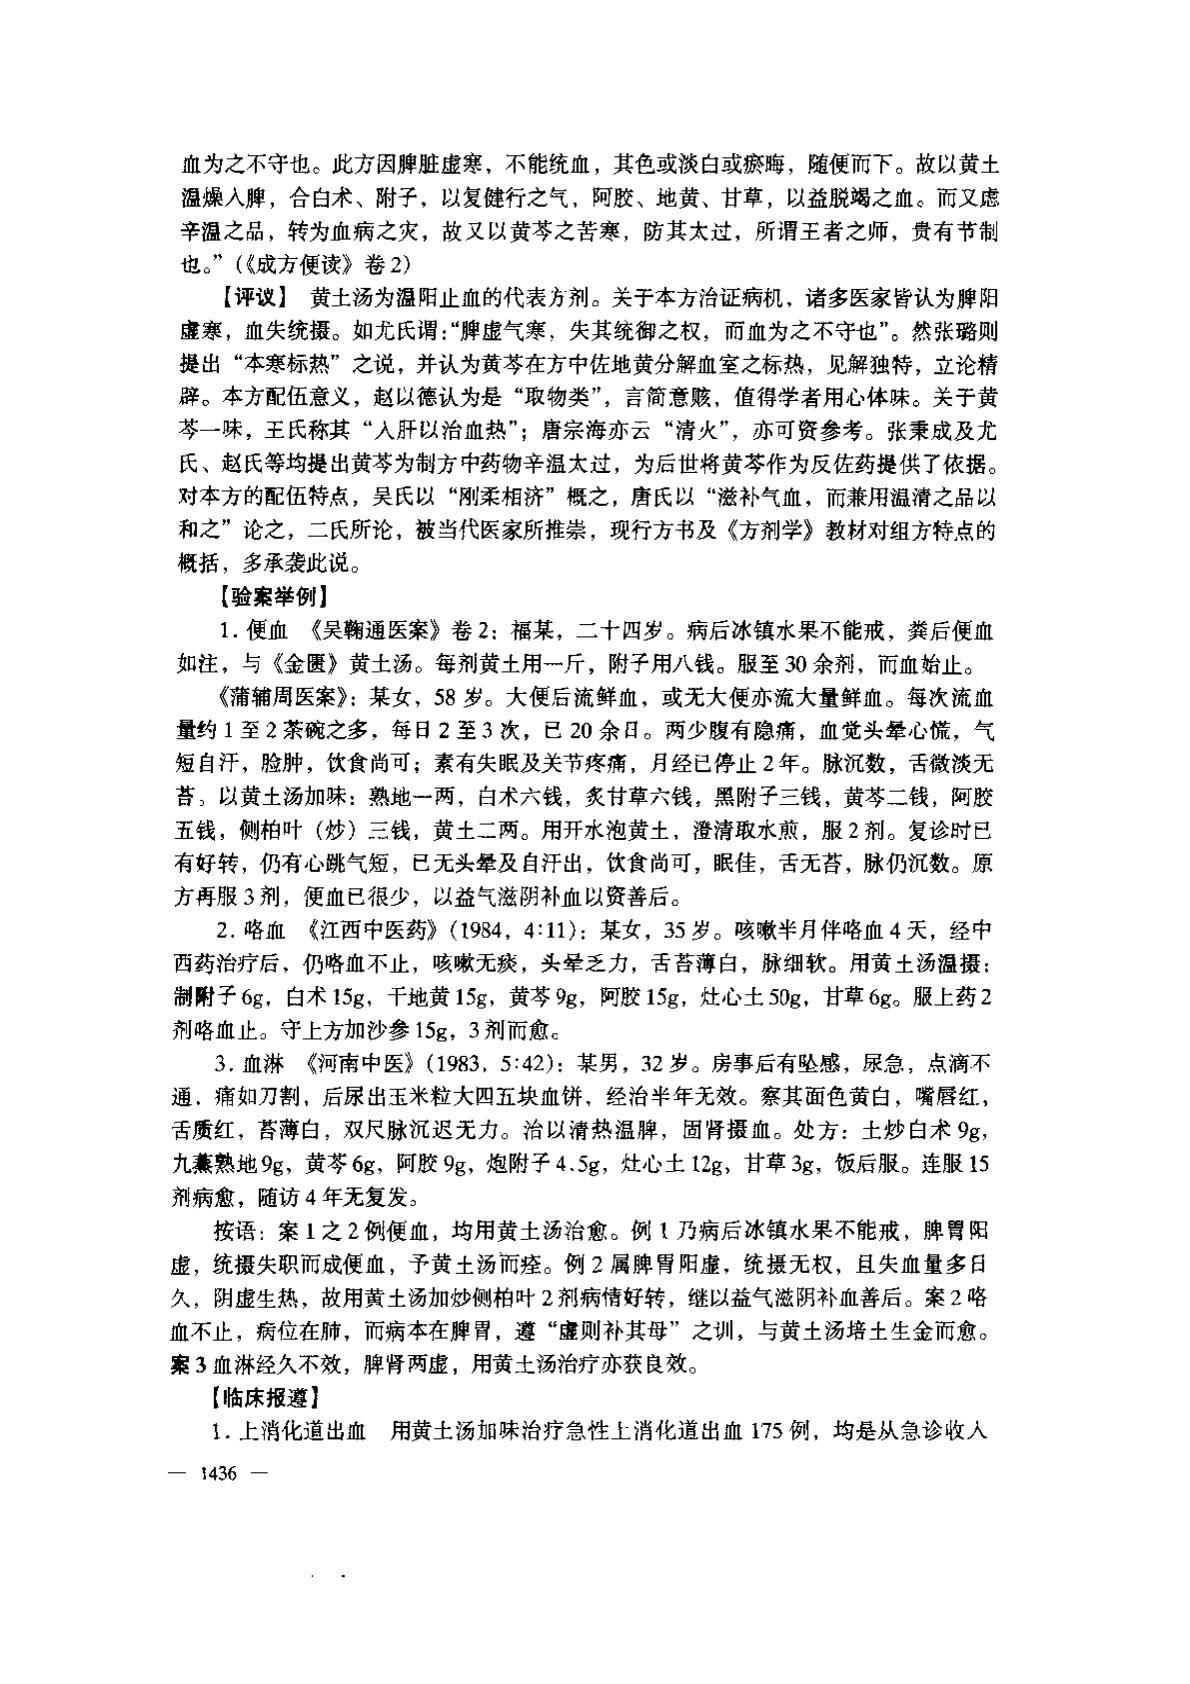 血为之不守也。此方因脾脏虚寒，不能统血，其色或淡白或瘀晦，随便而下。故以黄土
温燥入脾，合白术、附子，以复健行之气，阿胶、地黄、甘草，以益脱竭之血。而又虑
辛温之品，转为血病之灾，故又以黄芩之苦寒，防其太过，所谓王者之师，贵有节制
也。”(《成方便读》卷2)
【评议】 黄土汤为温阳止血的代表方剂。关于本方治证病机，诸多医家皆认为脾阳
虚寒，血失统摄。如尤氏谓：“脾虚气寒，失其统御之权，而血为之不守也”。然张璐则
提出“本寒标热”之说，并认为黄芩在方中佐地黄分解血室之标热，见解独特，立论精
辟。本方配伍意义，赵以德认为是“取物类”，言简意赅，值得学者用心体味。关于黄
芩一味，王氏称其“入肝以治血热”；唐宗海亦云“清火”，亦可资参考。张秉成及尤
氏、赵氏等均提出黄芩为制方中药物辛温太过，为后世将黄芩作为反佐药提供了依据。
对本方的配伍特点，吴氏以“刚柔相济”概之，唐氏以“滋补气血，而兼用温清之品以
和之”论之，二氏所论，被当代医家所推崇，现行方书及《方剂学》教材对组方特点的
概括，多承袭此说。
【验案举例】
1. 便血 《吴鞠通医案》卷2：福某，二十四岁。病后冰镇水果不能戒，粪后便血
如注，与《金匮》黄土汤。每剂黄土用一斤，附子用八钱。服至30余剂，而血始止。
《蒲辅周医案》：某女，58岁。大便后流鲜血，或无大便亦流大量鲜血。每次流血
量约1至2茶碗之多，每日2至3次，已20余日。两少腹有隐痛，血觉头晕心慌，气
短自汗，脸肿，饮食尚可；素有失眠及关节疼痛，月经已停止2年。脉沉数，舌微淡无
苔。以黄土汤加味：熟地一两，白术六钱，炙甘草六钱，黑附子三钱，黄芩二钱，阿胶
五钱，侧柏叶（炒）三钱，黄土二两。用开水泡黄土，澄清取水煎，服2剂。复诊时已
有好转，仍有心跳气短，已无头晕及自汗出，饮食尚可，眠佳，舌无苔，脉仍沉数。原
方再服3剂，便血已很少，以益气滋阴补血以资善后。
2. 咯血 《江西中医药》(1984，4:11)：某女，35岁。咳嗽半月伴咯血4天，经中
西药治疗后，仍咯血不止，咳嗽无痰，头晕乏力，舌苔薄白，脉细软。用黄土汤温摄：
制附子6g，白术15g，干地黄15g，黄芩9g，阿胶15g，灶心土50g，甘草6g。服上药2
剂咯血止。守上方加沙参15g，3剂而愈。
3. 血淋 《河南中医》(1983，5:42)：某男，32岁。房事后有坠感，尿急，点滴不
通，痛如刀割，后尿出玉米粒大四五块血饼，经治半年无效。察其面色黄白，嘴唇红，
舌质红，苔薄白，双尺脉沉迟无力。治以清热温脾，固肾摄血。处方：土炒白术9g，
九蒸熟地9g，黄芩6g，阿胶9g，炮附子4.5g，灶心土12g，甘草3g，饭后服。连服15
剂病愈，随访4年无复发。
按语：案1之2例便血，均用黄土汤治愈。例1乃病后冰镇水果不能戒，脾胃阳
虚，统摄失职而成便血，予黄土汤而痊。例2属脾胃阳虚，统摄无权，且失血量多日
久，阴虚生热，故用黄土汤加炒侧柏叶2剂病情好转，继以益气滋阴补血善后。案2咯
血不止，病位在肺，而病本在脾胃，遵“虚则补其母”之训，与黄土汤培土生金而愈。
案3血淋经久不效，脾肾两虚，用黄土汤治疗亦获良效。
【临床报道】
1. 上消化道出血 用黄土汤加味治疗急性上消化道出血175例，均是从急诊收入
— 1436 —